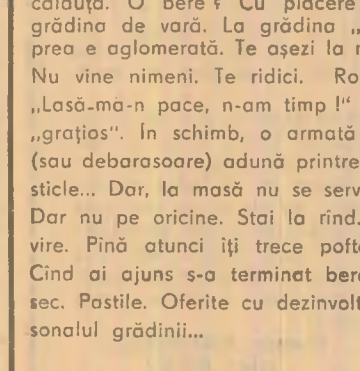 călăuță. O bere? Cu plăcere
grădina de vară. La grădina „
prea e aglomerată. Te așezi la
Nu vine nimeni. Te ridici. Ro
„Lasă-mă-n pace, n-am timp!"
„grațios". În schimb, o armată
(sau debarasoare) adună printre
sticle... Dar, la masă nu se serv
Dar nu pe oricine. Stai la rînd.
vire. Pînă atunci îți trece poft
Cînd ai ajuns s-a terminat ber
sec. Pastile. Oferite cu dezinvolt
sonalul grădinii...